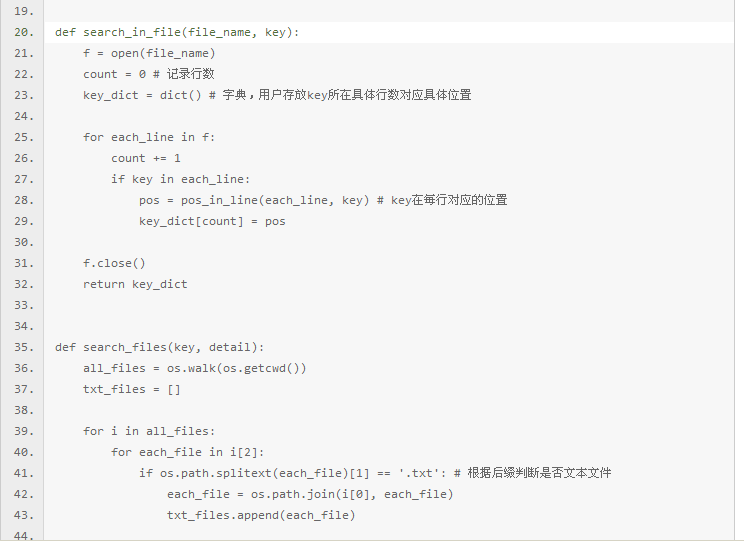 19.
20. def search_in_file(file_name, key):
21.     f = open(file_name)
22.     count = 0 # 记录行数
23.     key_dict = dict() # 字典，用户存放key所在具体行数对应具体位置
24.
25.     for each_line in f:
26.         count += 1
27.         if key in each_line:
28.             pos = pos_in_line(each_line, key) # key在每行对应的位置
29.             key_dict[count] = pos
30.
31.     f.close()
32.     return key_dict
33.
34.
35. def search_files(key, detail):
36.     all_files = os.walk(os.getcwd())
37.     txt_files = []
38.
39.     for i in all_files:
40.         for each_file in i[2]:
41.             if os.path.splitext(each_file)[1] == '.txt': # 根据后缀判断是否文本文件
42.                 each_file = os.path.join(i[0], each_file)
43.                 txt_files.append(each_file)
44.